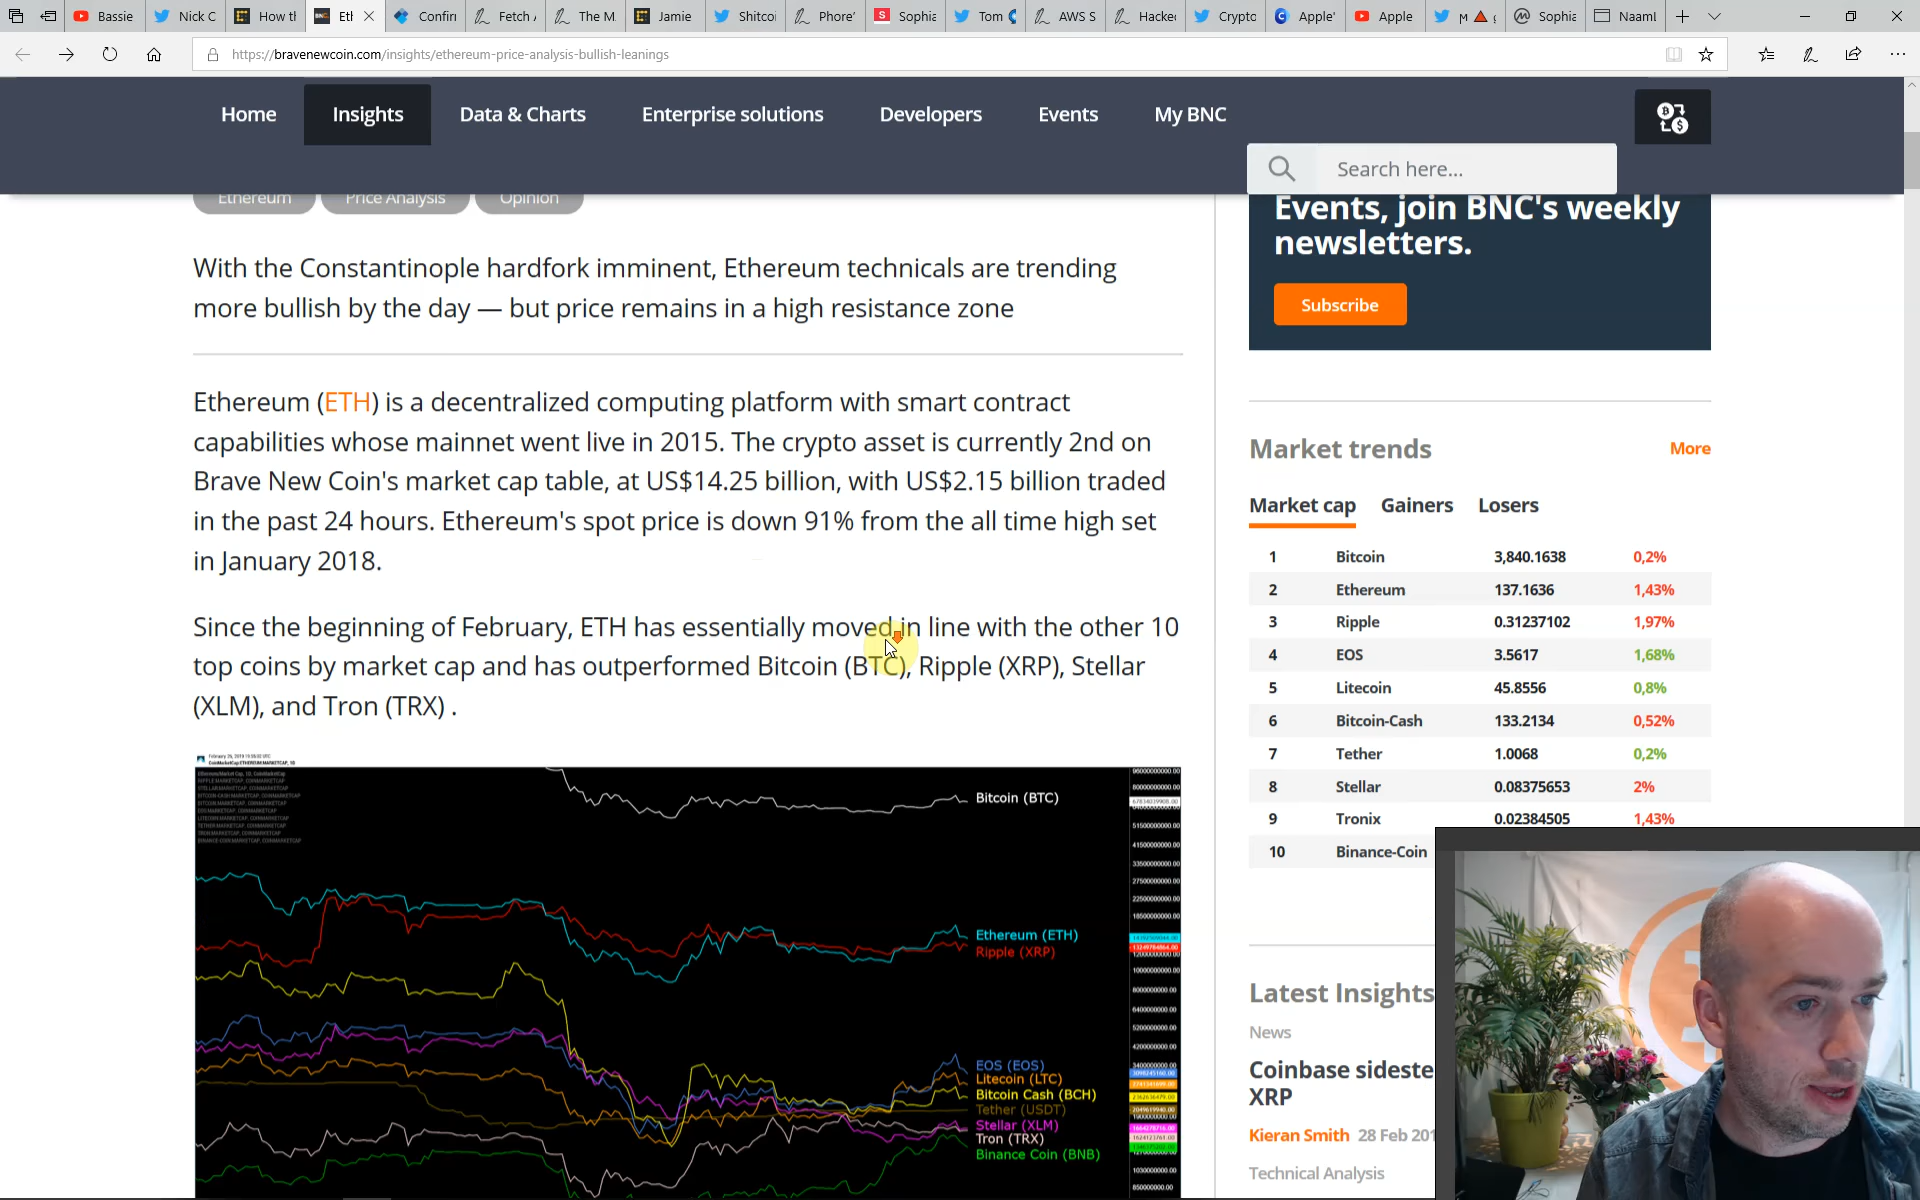 Bassie
Nick C
How th
Eth
Confirr
Fetch A
The M
Jamie
Shitcoi
Phore'
Sophia
Tom
AWS S
Hacke
Crypto
Apple'
Apple
Sophia
Naaml
https://bravenewcoin.com/insights/ethereum-price-analysis-bullish-leanings
Home
Insights
Data & Charts
Enterprise solutions
Developers
Events
My BNC
Search here...
Ethereum
Price Analysis
Opinion
With the Constantinople hardfork imminent, Ethereum technicals are trending
more bullish by the day — but price remains in a high resistance zone
Ethereum (ETH) is a decentralized computing platform with smart contract
capabilities whose mainnet went live in 2015. The crypto asset is currently 2nd on
Brave New Coin's market cap table, at US$14.25 billion, with US$2.15 billion traded
in the past 24 hours. Ethereum's spot price is down 91% from the all time high set
in January 2018.
Since the beginning of February, ETH has essentially moved in line with the other 10
top coins by market cap and has outperformed Bitcoin (BTC), Ripple (XRP), Stellar
(XLM), and Tron (TRX) .
Bitcoin (BTC)
Ethereum (ETH)
Ripple (XRP)
EOS (EOS)
Litecoin (LTC)
Bitcoin Cash (BCH)
Tether (USDT)
Stellar (XLM)
Tron (TRX)
Binance Coin (BNB)
Events, join BNC's weekly
newsletters.
Subscribe
Market trends
More
Market cap Gainers Losers
1 Bitcoin 3,840.1638 0,2%
2 Ethereum 137.1636 1,43%
3 Ripple 0.31237102 1,97%
4 EOS 3.5617 1,68%
5 Litecoin 45.8556 0,8%
6 Bitcoin-Cash 133.2134 0,52%
7 Tether 1.0068 0,2%
8 Stellar 0.08375653 2%
9 Tronix 0.02384505 1,43%
10 Binance-Coin
Latest Insights
News
Coinbase sideste
XRP
Kieran Smith 28 Feb 201
Technical Analysis